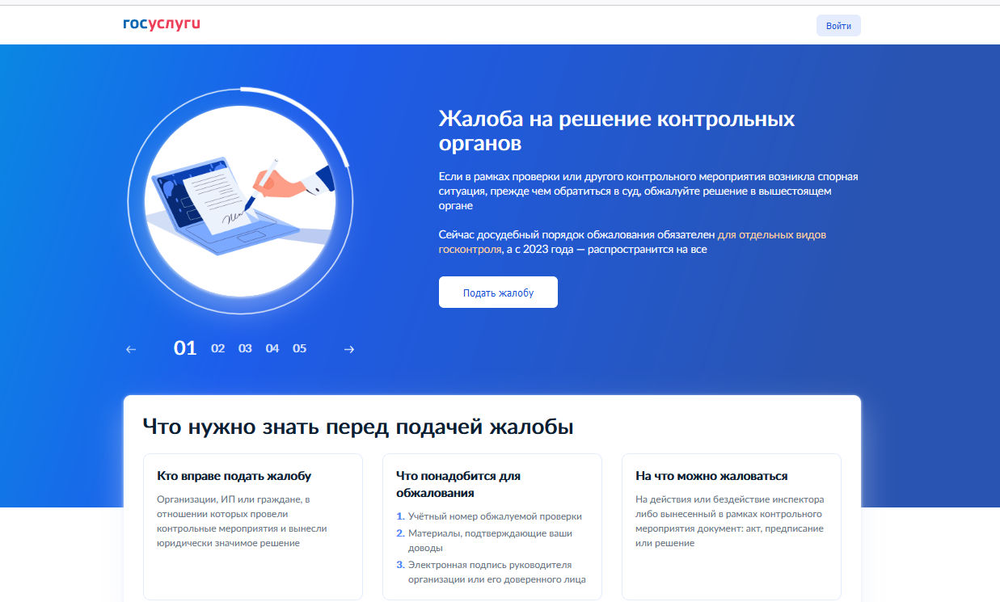 госуслуги
Войти
Жалоба на решение контрольных
органов
Если в рамках проверки или другого контрольного мероприятия возникла спорная
ситуация, прежде чем обратиться в суд, обжалуйте решение в вышестоящем
органе
Сейчас досудебный порядок обжалования обязателен для отдельных видов
госконтроля, а с 2023 года — распространится на все
Подать жалобу
← 01 02 03 04 05 →
Что нужно знать перед подачей жалобы
Кто вправе подать жалобу
Организации, ИП или граждане, в
отношении которых провели
контрольные мероприятия и вынесли
юридически значимое решение
Что понадобится для
обжалования
1. Учётный номер обжалуемой проверки
2. Материалы, подтверждающие ваши
доводы
3. Электронная подпись руководителя
организации или его доверенного лица
На что можно жаловаться
На действия или бездействие инспектора
либо вынесенный в рамках контрольного
мероприятия документ: акт, предписание
или решение